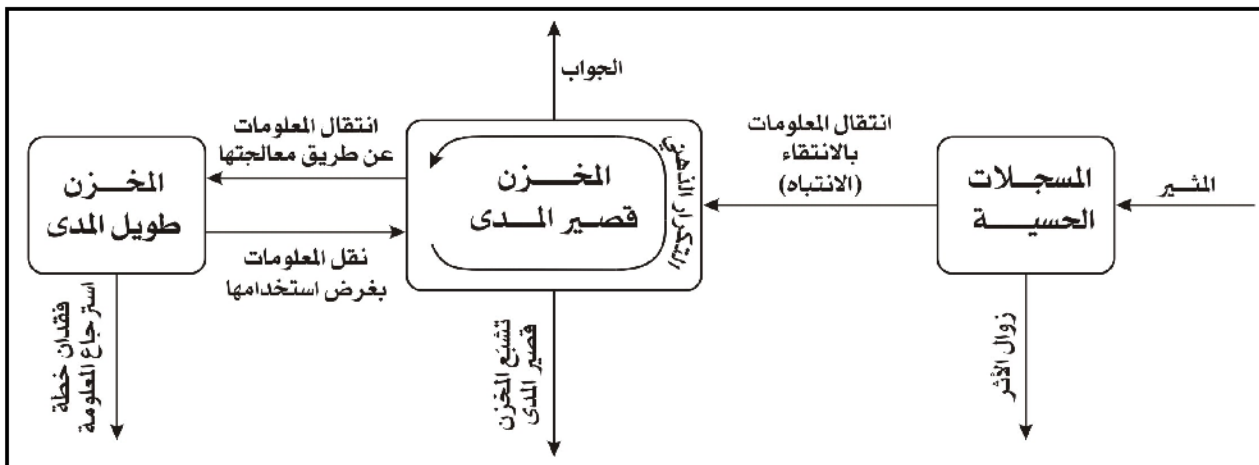 المثير
المسجلات
الحسية
زوال الأثر
انتقال المعلومات
بالانتقاء
(الانتباه)
الجواب
التكرار الذهني
المخزن
قصير المدى
تشبّع المخزن
قصير المدى
انتقال المعلومات
عن طريق معالجتها
نقل المعلومات
بغرض استخدامها
المخزن
طويل المدى
فقدان خطة
استرجاع المعلومة